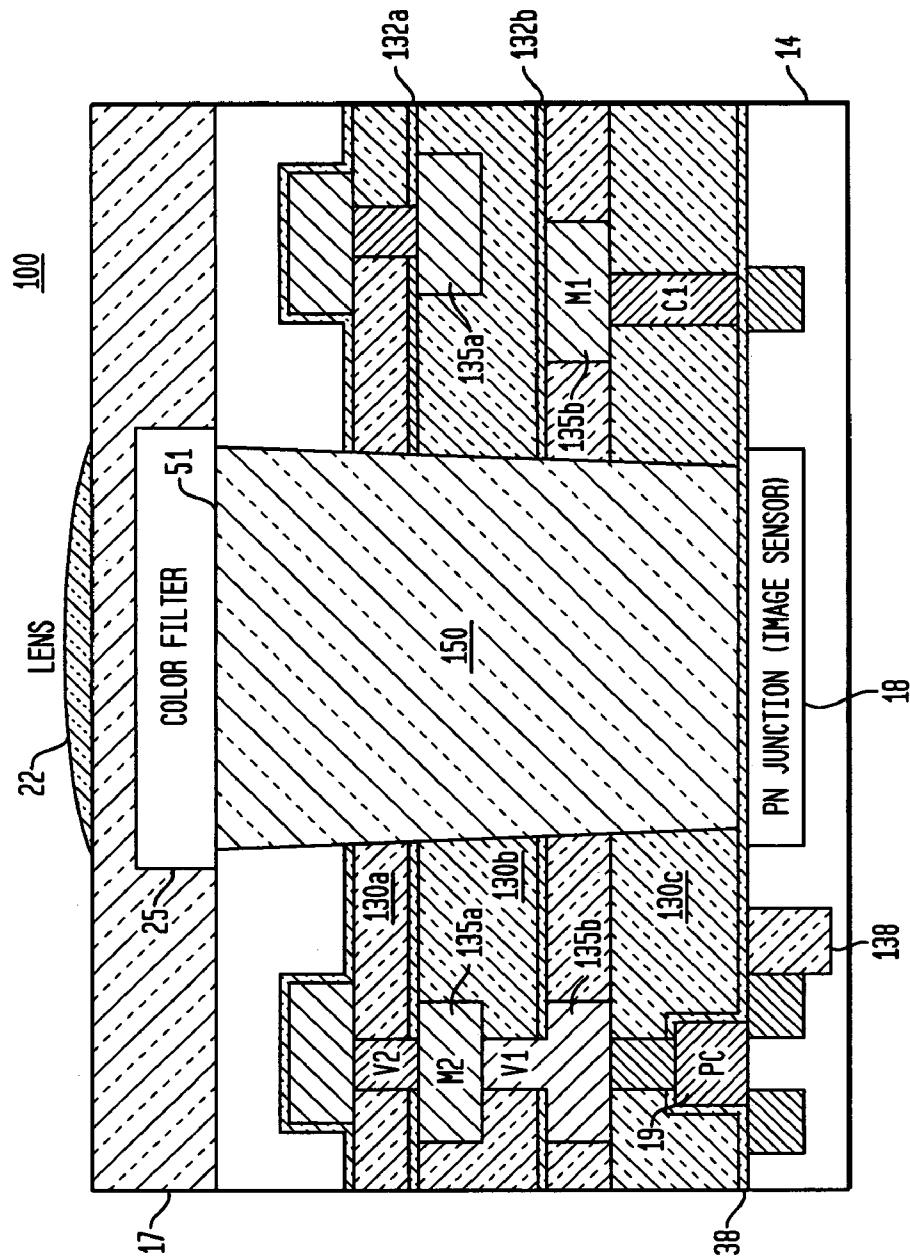 100
22
LENS
132a
132b
14
17
25
COLOR FILTER
51
130a
V2
135a
130b
M2
V1
135b
130c
150
135a
135b
M1
C1
19
PC
38
138
PN JUNCTION (IMAGE SENSOR)
18